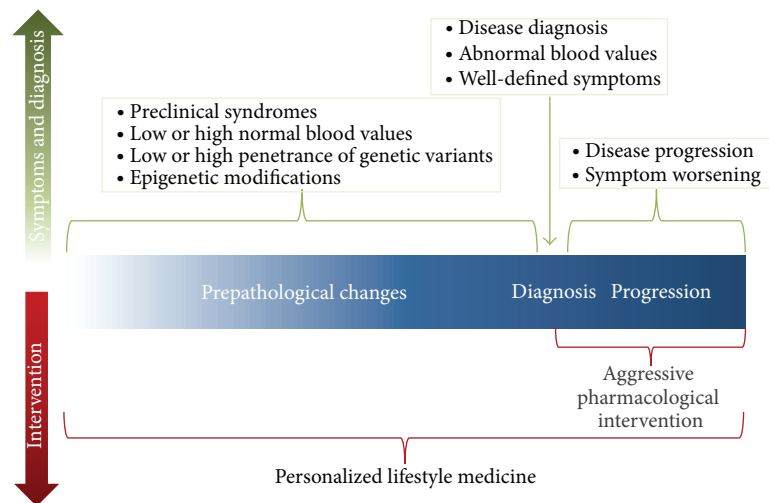 Symptoms and diagnosis
• Disease diagnosis
• Abnormal blood values
• Well-defined symptoms
• Preclinical syndromes
• Low or high normal blood values
• Low or high penetrance of genetic variants
• Epigenetic modifications
• Disease progression
• Symptom worsening
Prepathological changes
Diagnosis
Progression
Intervention
Aggressive
pharmacological
intervention
Personalized lifestyle medicine